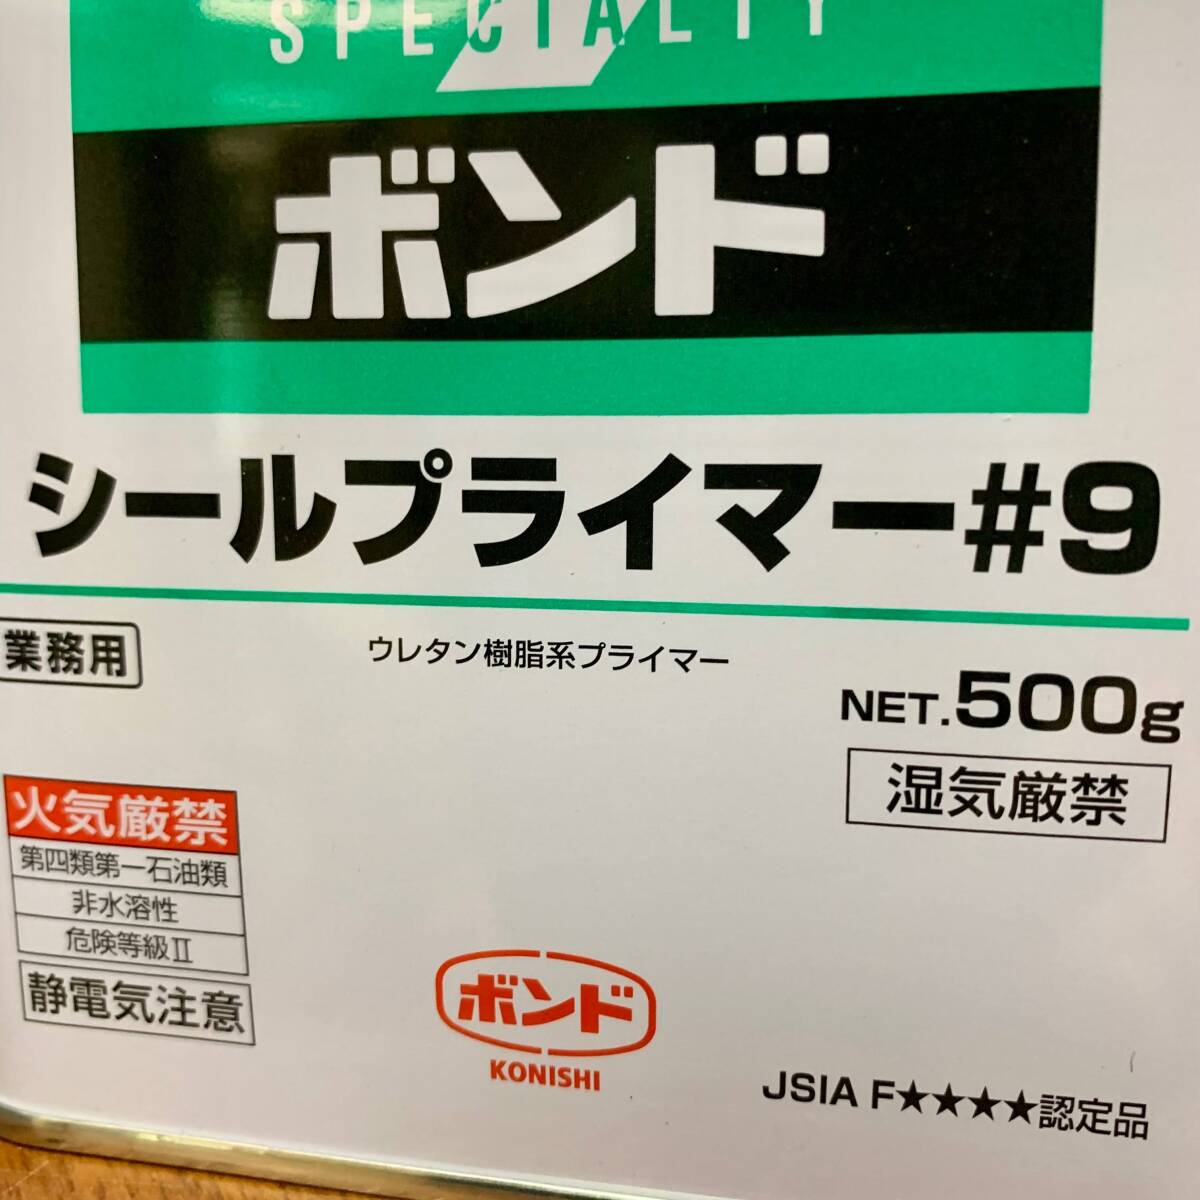 SPECIALTY
ボンド
シールプライマー#9
業務用
ウレタン樹脂系プライマー
NET.500g
湿気厳禁
火気厳禁
第四類第一石油類
非水溶性
危険等級Ⅱ
静電気注意
ボンド
KONISHI
JSIA F★★★★認定品